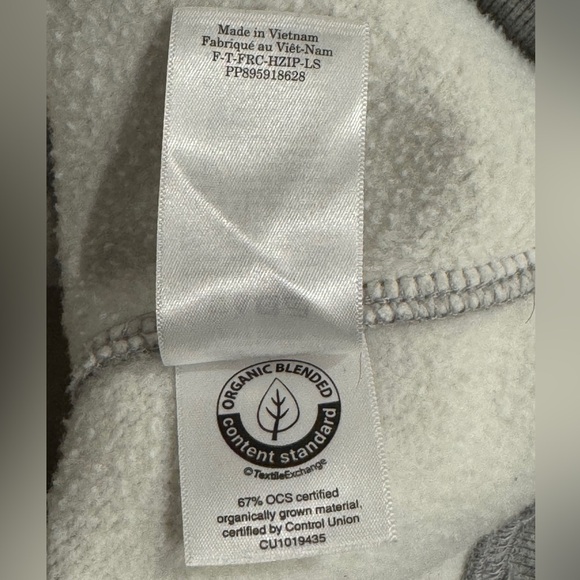 Made in Vietnam
Fabriqué au Viêt-Nam
F-T-FRC-HZIP-LS
PP895918628
ORGANIC BLENDED
content standard
©TextileExchange
67% OCS certified
organically grown material,
certified by Control Union
CU1019435